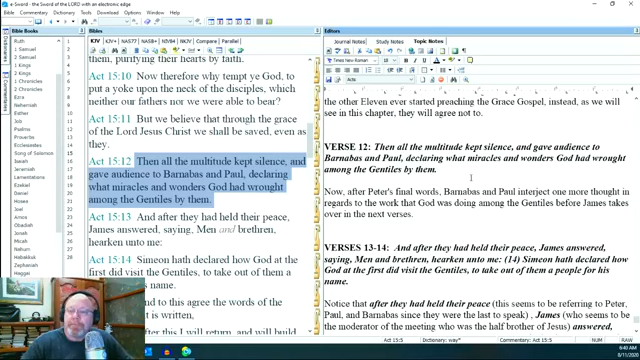 e-Sword - the Sword of the LORD with an electronic edge
Bible Commentary Dictionary Tools Download Options Window Help
Bible Books
Ruth
1 Samuel
2 Samuel
1 Kings
2 Kings
1 Chronicles
2 Chronicles
Ezra
Nehemiah
Esther
Job
Psalms
Proverbs
Ecclesiastes
Song of Solomon
Isaiah
Jeremiah
Lamentations
Ezekiel
Daniel
Hosea
Joel
Amos
Obadiah
Jonah
Micah
Nahum
Habakkuk
Zephaniah
Haggai
Bibles
KJV KJV+ NAS77 NASB+ NIV84 NKJV Compare Parallel
them, purifying their hearts by faith.
Act 15:10 Now therefore why tempt ye God, to
put a yoke upon the neck of the disciples, which
neither our fathers nor we were able to bear?
Act 15:11 But we believe that through the grace
of the Lord Jesus Christ we shall be saved, even as
they.
Act 15:12 Then all the multitude kept silence, and
gave audience to Barnabas and Paul, declaring
what miracles and wonders God had wrought
among the Gentiles by them.
Act 15:13 And after they had held their peace,
James answered, saying, Men and brethren,
hearken unto me:
Act 15:14 Simeon hath declared how God at the
first did visit the Gentiles, to take out of them a
name.
to this agree the words of the
written,
this I will return, and will build
Editors
Journal Notes Study Notes Topic Notes
Times New Roman
the other Eleven ever started preaching the Grace Gospel, instead, as we will
see in this chapter, they will agree not to.
VERSE 12: Then all the multitude kept silence, and gave audience to
Barnabas and Paul, declaring what miracles and wonders God had wrought
among the Gentiles by them.
Now, after Peter's final words, Barnabas and Paul interject one more thought in
regards to the work that God was doing among the Gentiles before James takes
over in the next verses.
VERSES 13-14: And after they had held their peace, James answered,
saying, Men and brethren, hearken unto me: (14) Simeon hath declared how
God at the first did visit the Gentiles, to take out of them a people for his
name.
Notice that after they had held their peace (this seems to be referring to Peter,
Paul, and Barnabas since they were the last to speak) , James (who seems to be
the moderator of the meeting who was the half brother of Jesus) answered,
NUM
6:40 AM
8/11/2020